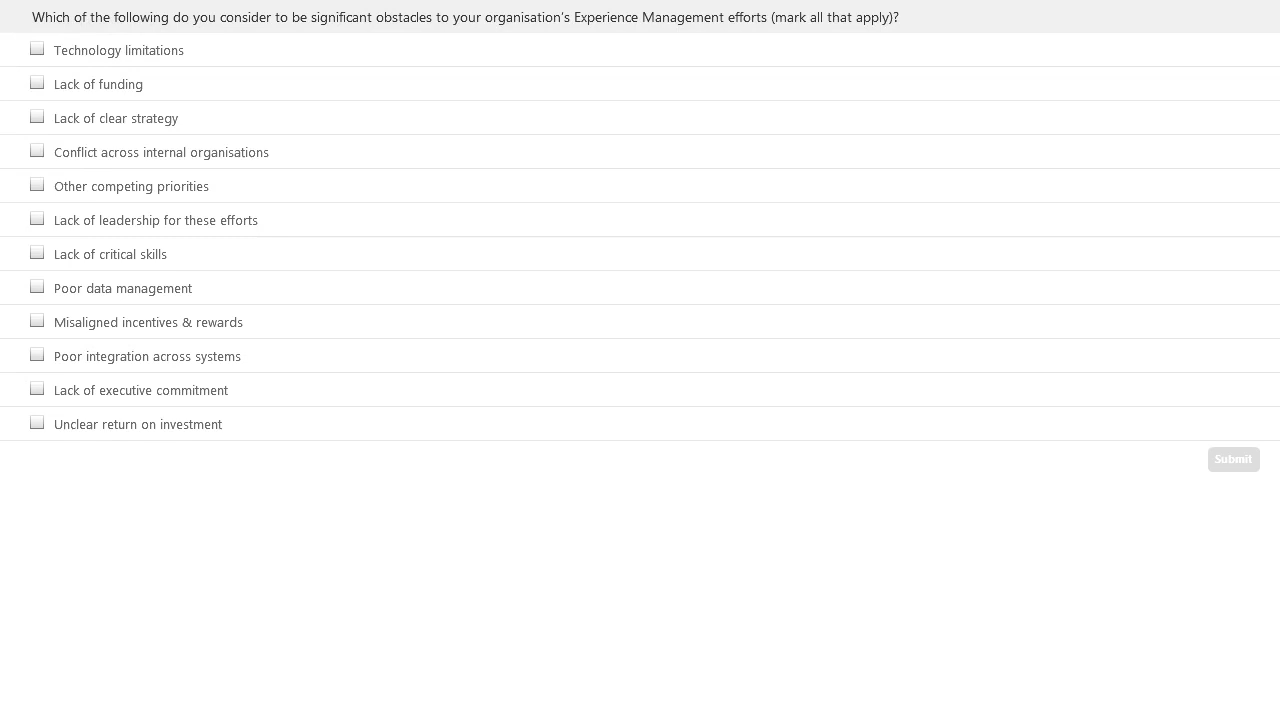 Which of the following do you consider to be significant obstacles to your organisation's Experience Management efforts (mark all that apply)?
Technology limitations
Lack of funding
Lack of clear strategy
Conflict across internal organisations
Other competing priorities
Lack of leadership for these efforts
Lack of critical skills
Poor data management
Misaligned incentives & rewards
Poor integration across systems
Lack of executive commitment
Unclear return on investment
Submit